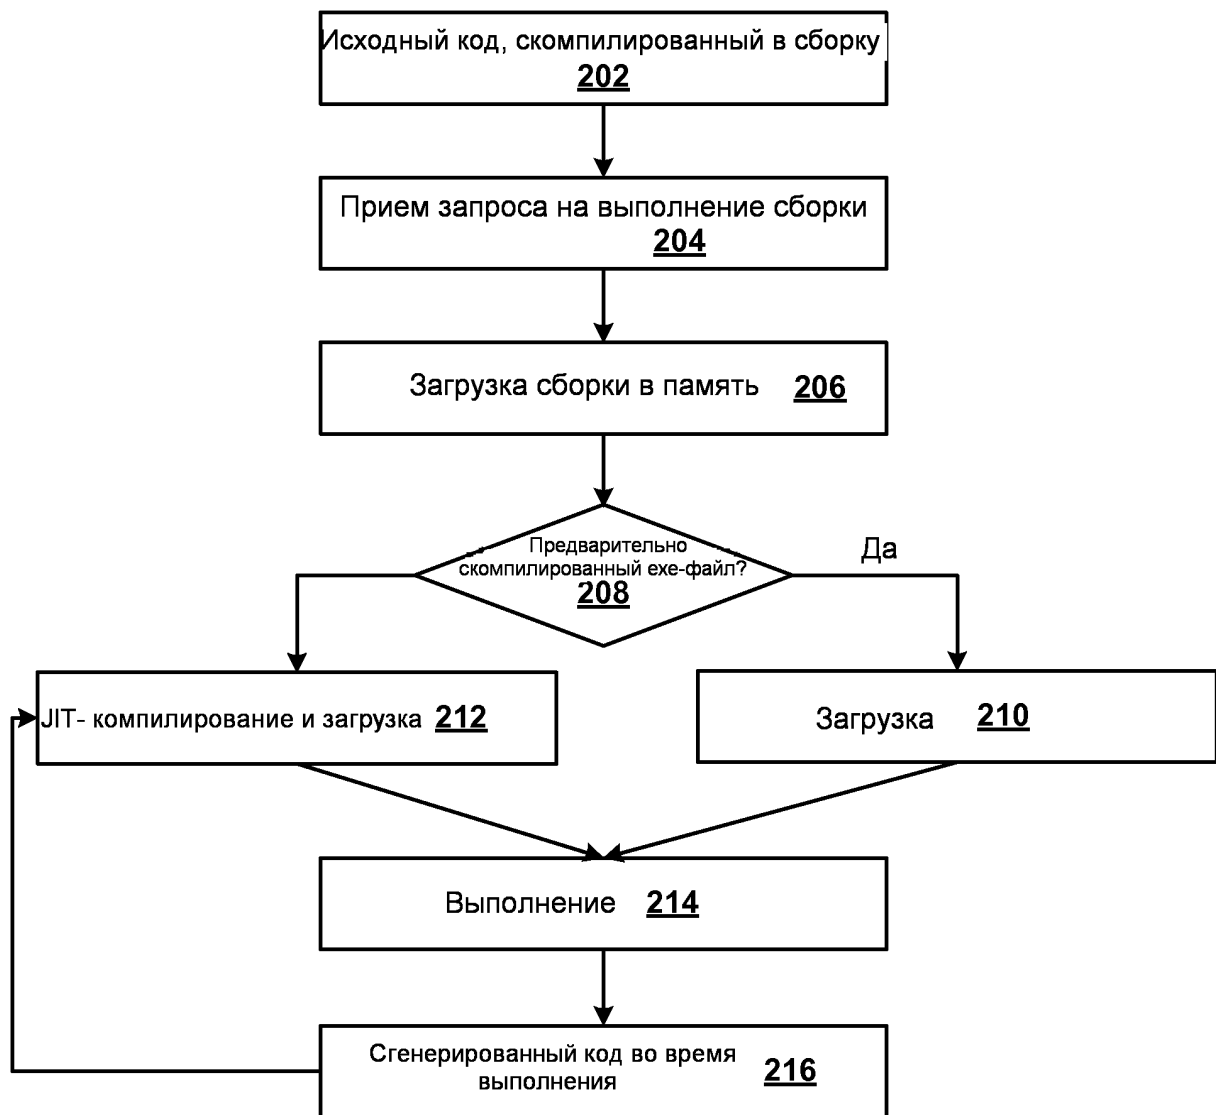 Исходный код, скомпилированный в сборку
202
Прием запроса на выполнение сборки
204
Загрузка сборки в память 206
Предварительно
скомпилированный exe-файл?
208
Да
JIT- компилирование и загрузка 212
Загрузка 210
Выполнение 214
Сгенерированный код во время
выполнения 216